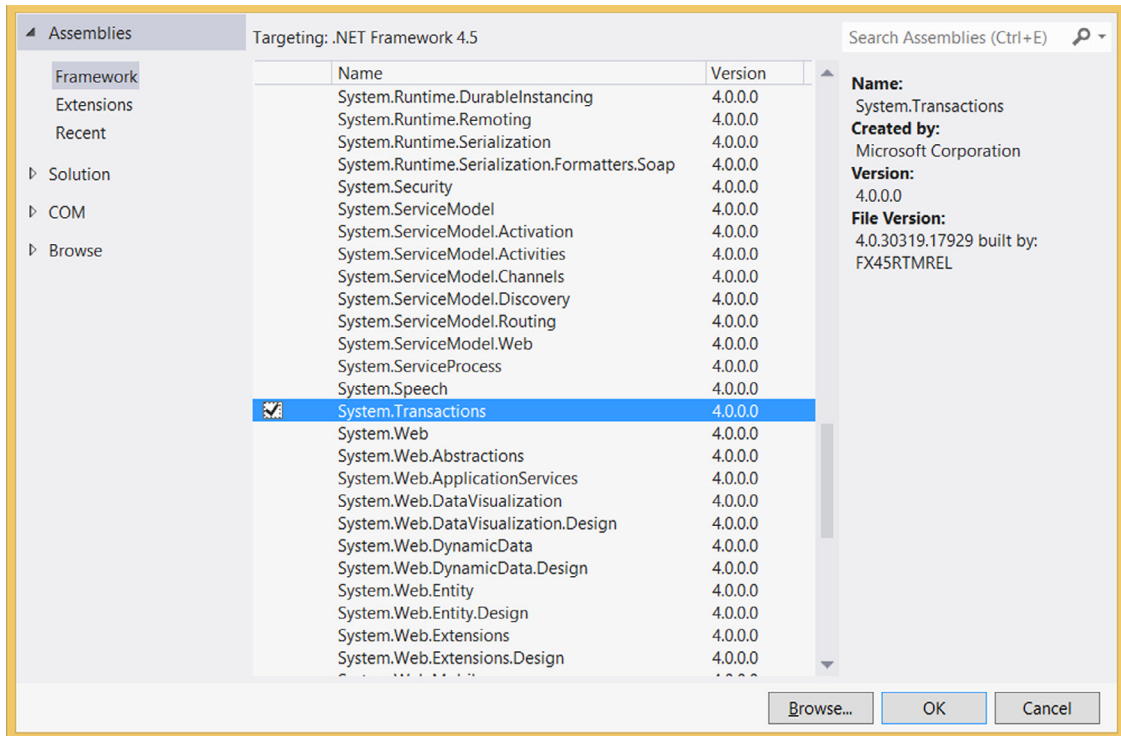 Assemblies
Framework
Extensions
Recent
Solution
COM
Browse
Targeting: .NET Framework 4.5
Search Assemblies (Ctrl+E)
Name Version
System.Runtime.DurableInstancing 4.0.0.0
System.Runtime.Remoting 4.0.0.0
System.Runtime.Serialization 4.0.0.0
System.Runtime.Serialization.Formatters.Soap 4.0.0.0
System.Security 4.0.0.0
System.ServiceModel 4.0.0.0
System.ServiceModel.Activation 4.0.0.0
System.ServiceModel.Activities 4.0.0.0
System.ServiceModel.Channels 4.0.0.0
System.ServiceModel.Discovery 4.0.0.0
System.ServiceModel.Routing 4.0.0.0
System.ServiceModel.Web 4.0.0.0
System.ServiceProcess 4.0.0.0
System.Speech 4.0.0.0
System.Transactions 4.0.0.0
System.Web 4.0.0.0
System.Web.Abstractions 4.0.0.0
System.Web.ApplicationServices 4.0.0.0
System.Web.DataVisualization 4.0.0.0
System.Web.DataVisualization.Design 4.0.0.0
System.Web.DynamicData 4.0.0.0
System.Web.DynamicData.Design 4.0.0.0
System.Web.Entity 4.0.0.0
System.Web.Entity.Design 4.0.0.0
System.Web.Extensions 4.0.0.0
System.Web.Extensions.Design 4.0.0.0
Name:
System.Transactions
Created by:
Microsoft Corporation
Version:
4.0.0.0
File Version:
4.0.30319.17929 built by:
FX45RTMREL
Browse... OK Cancel